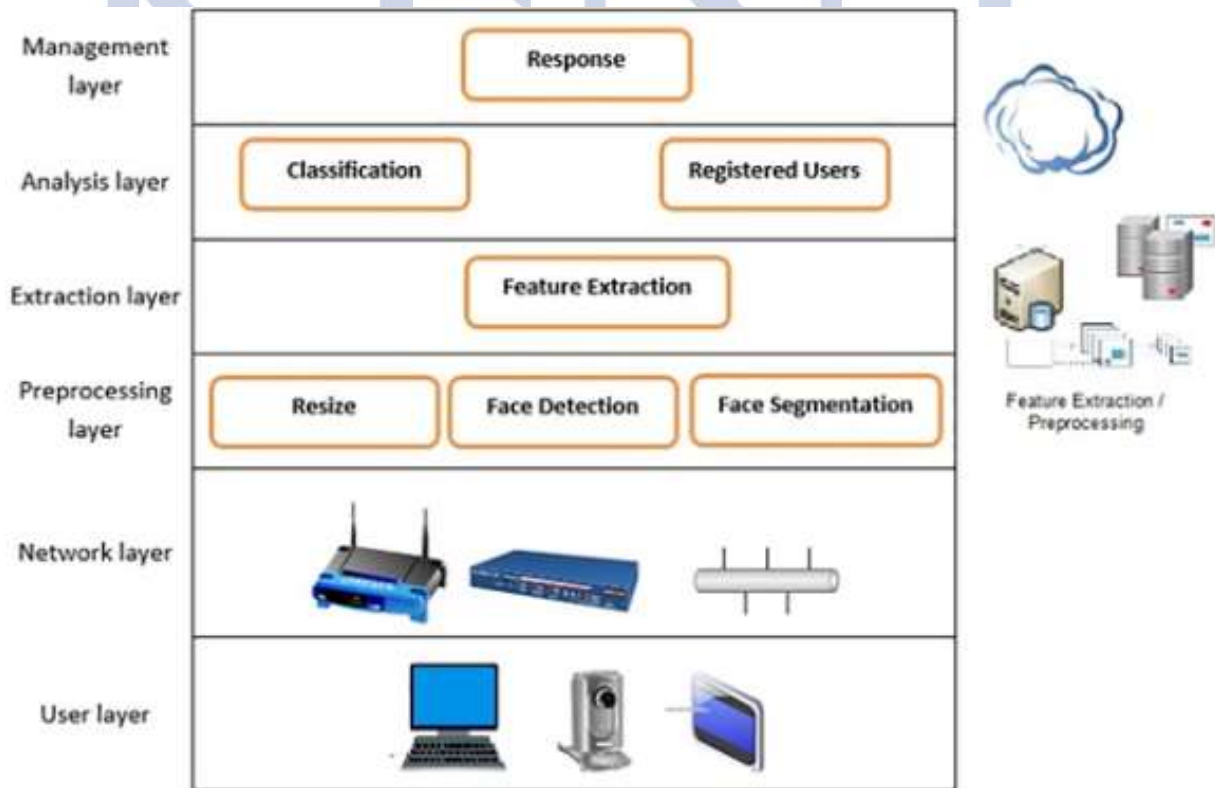 Management
layer
Response
Analysis layer
Classification
Registered Users
Extraction layer
Feature Extraction
Preprocessing
layer
Resize
Face Detection
Face Segmentation
Feature Extraction /
Preprocessing
Network layer
User layer